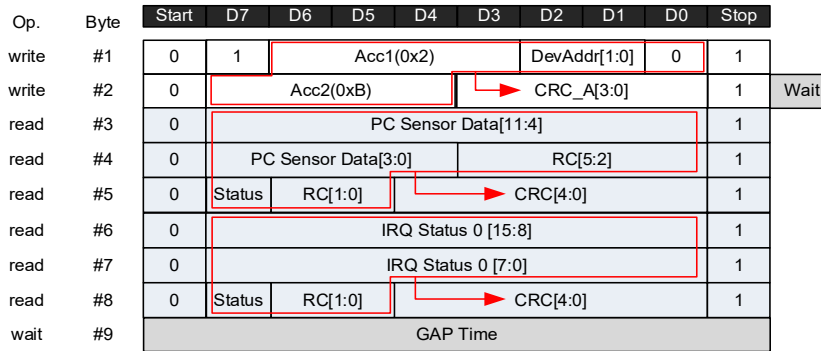 Op. Byte Start D7 D6 D5 D4 D3 D2 D1 D0 Stop
write #1 0 1 Acc1(0x2) DevAddr[1:0] 0 1
write #2 0 Acc2(0xB) CRC_A[3:0] 1 Wait
read #3 0 PC Sensor Data[11:4] 1
read #4 0 PC Sensor Data[3:0] RC[5:2] 1
read #5 0 Status RC[1:0] CRC[4:0] 1
read #6 0 IRQ Status 0 [15:8] 1
read #7 0 IRQ Status 0 [7:0] 1
read #8 0 Status RC[1:0] CRC[4:0] 1
wait #9 GAP Time